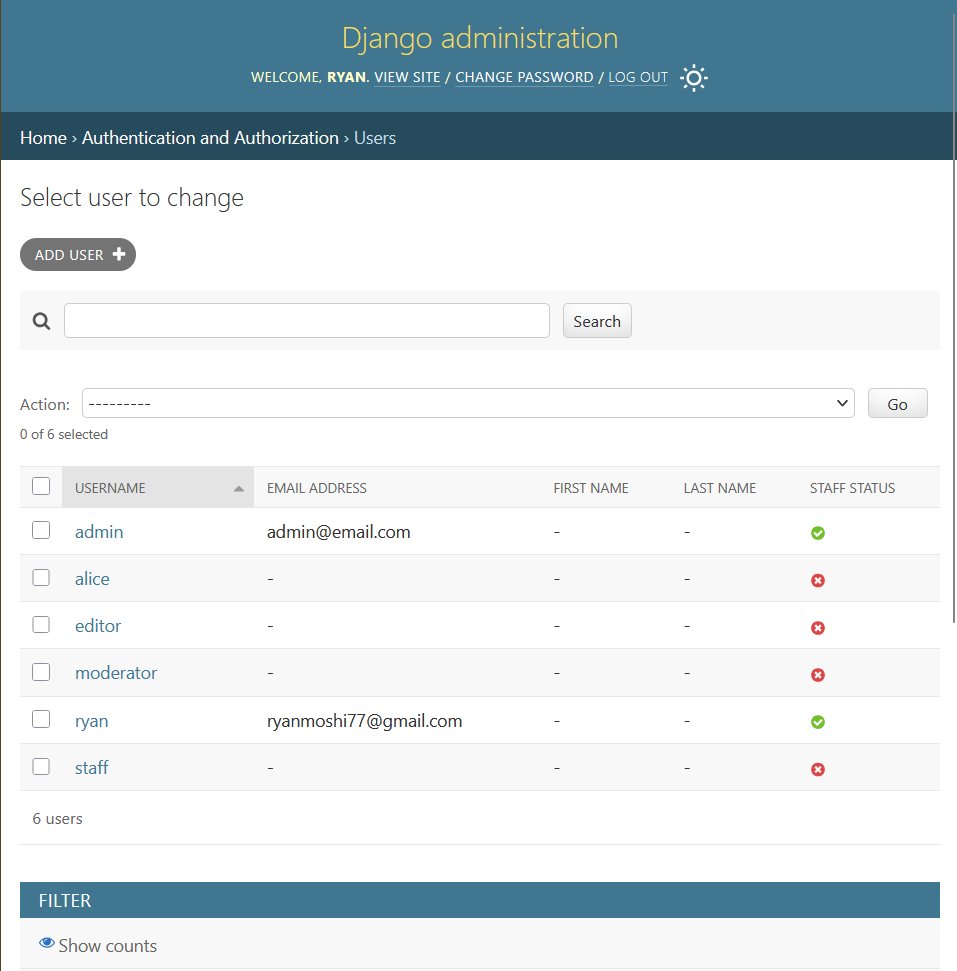 Django administration
WELCOME, RYAN. VIEW SITE / CHANGE PASSWORD / LOG OUT
Home › Authentication and Authorization › Users
Select user to change
ADD USER
Search
Action: --------- Go
0 of 6 selected
USERNAME EMAIL ADDRESS FIRST NAME LAST NAME STAFF STATUS
admin admin@email.com - -
alice - - -
editor - - -
moderator - - -
ryan ryanmoshi77@gmail.com - -
staff - - -
6 users
FILTER
Show counts